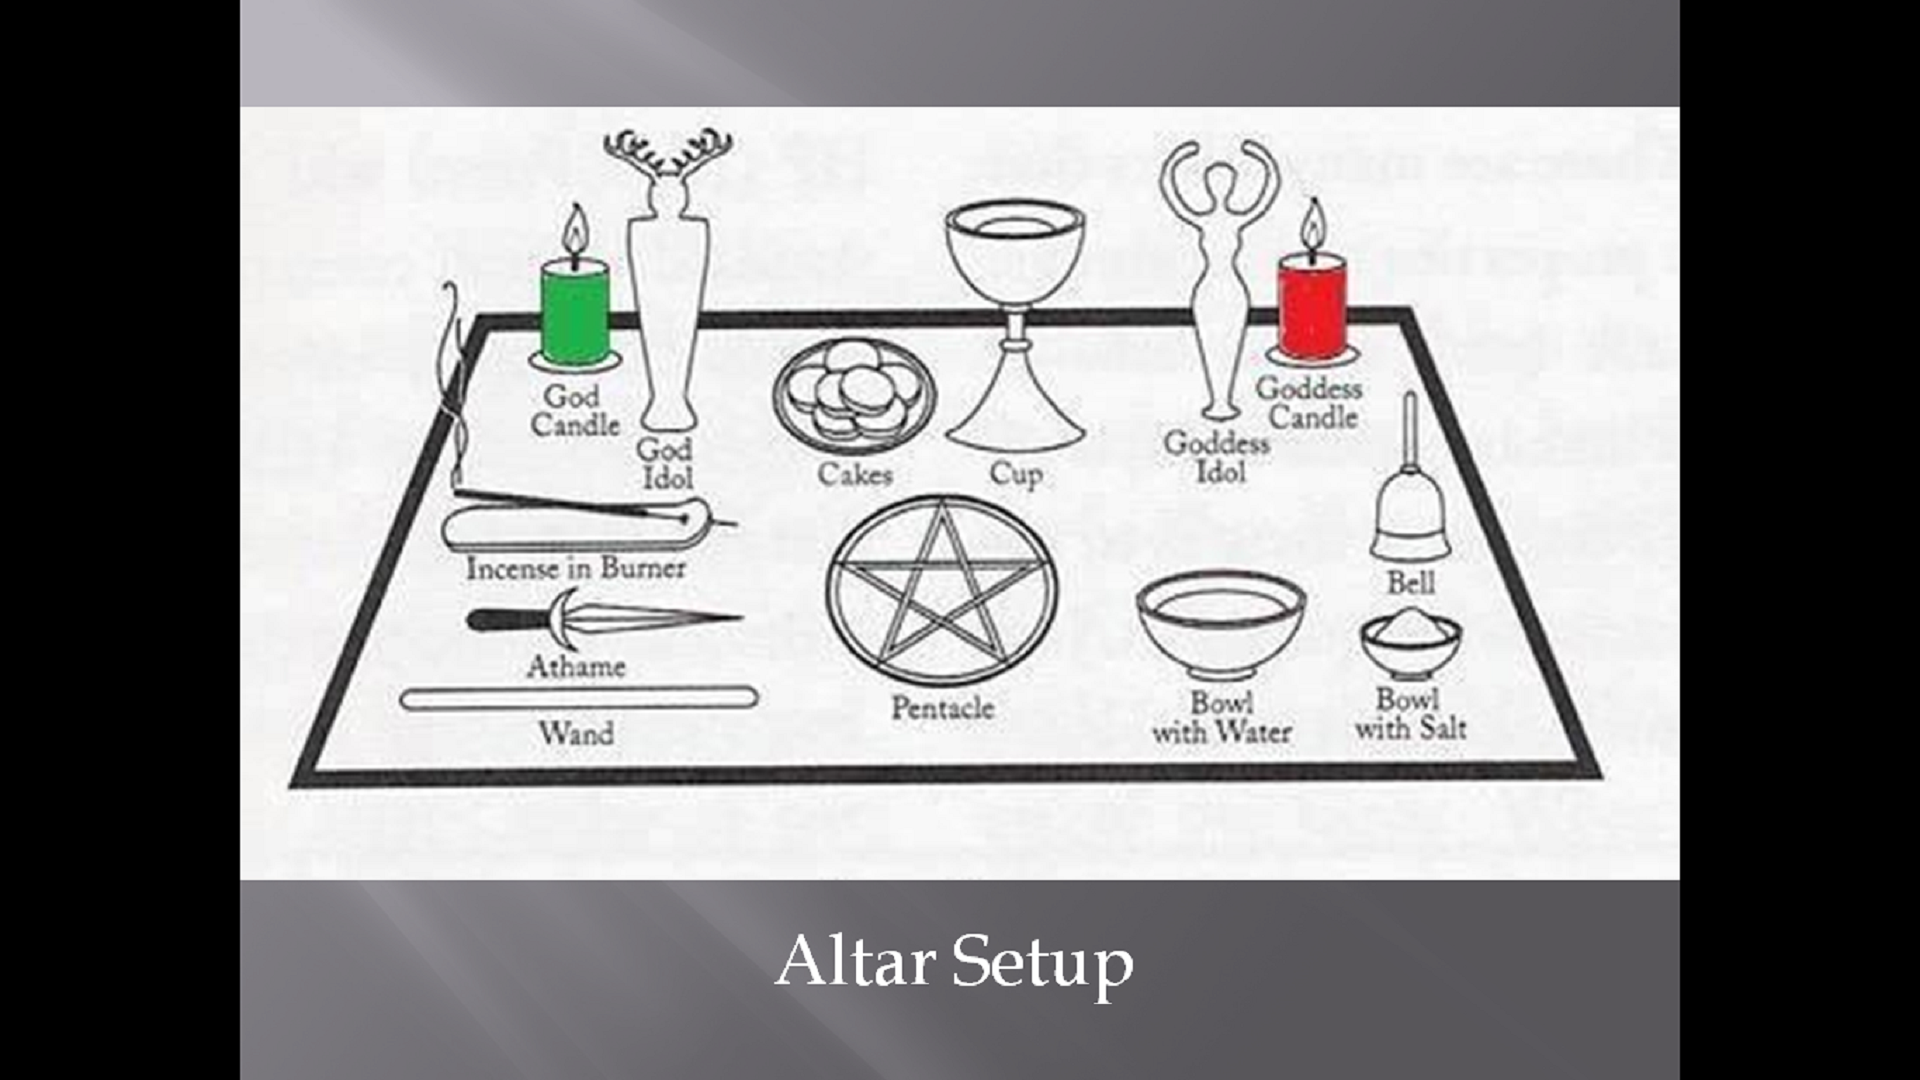 God
Candle
God
Idol
Cakes
Cup
Goddess
Idol
Goddess
Candle
Incense in Burner
Bell
Athame
Wand
Pentacle
Bowl
with Water
Bowl
with Salt
Altar Setup